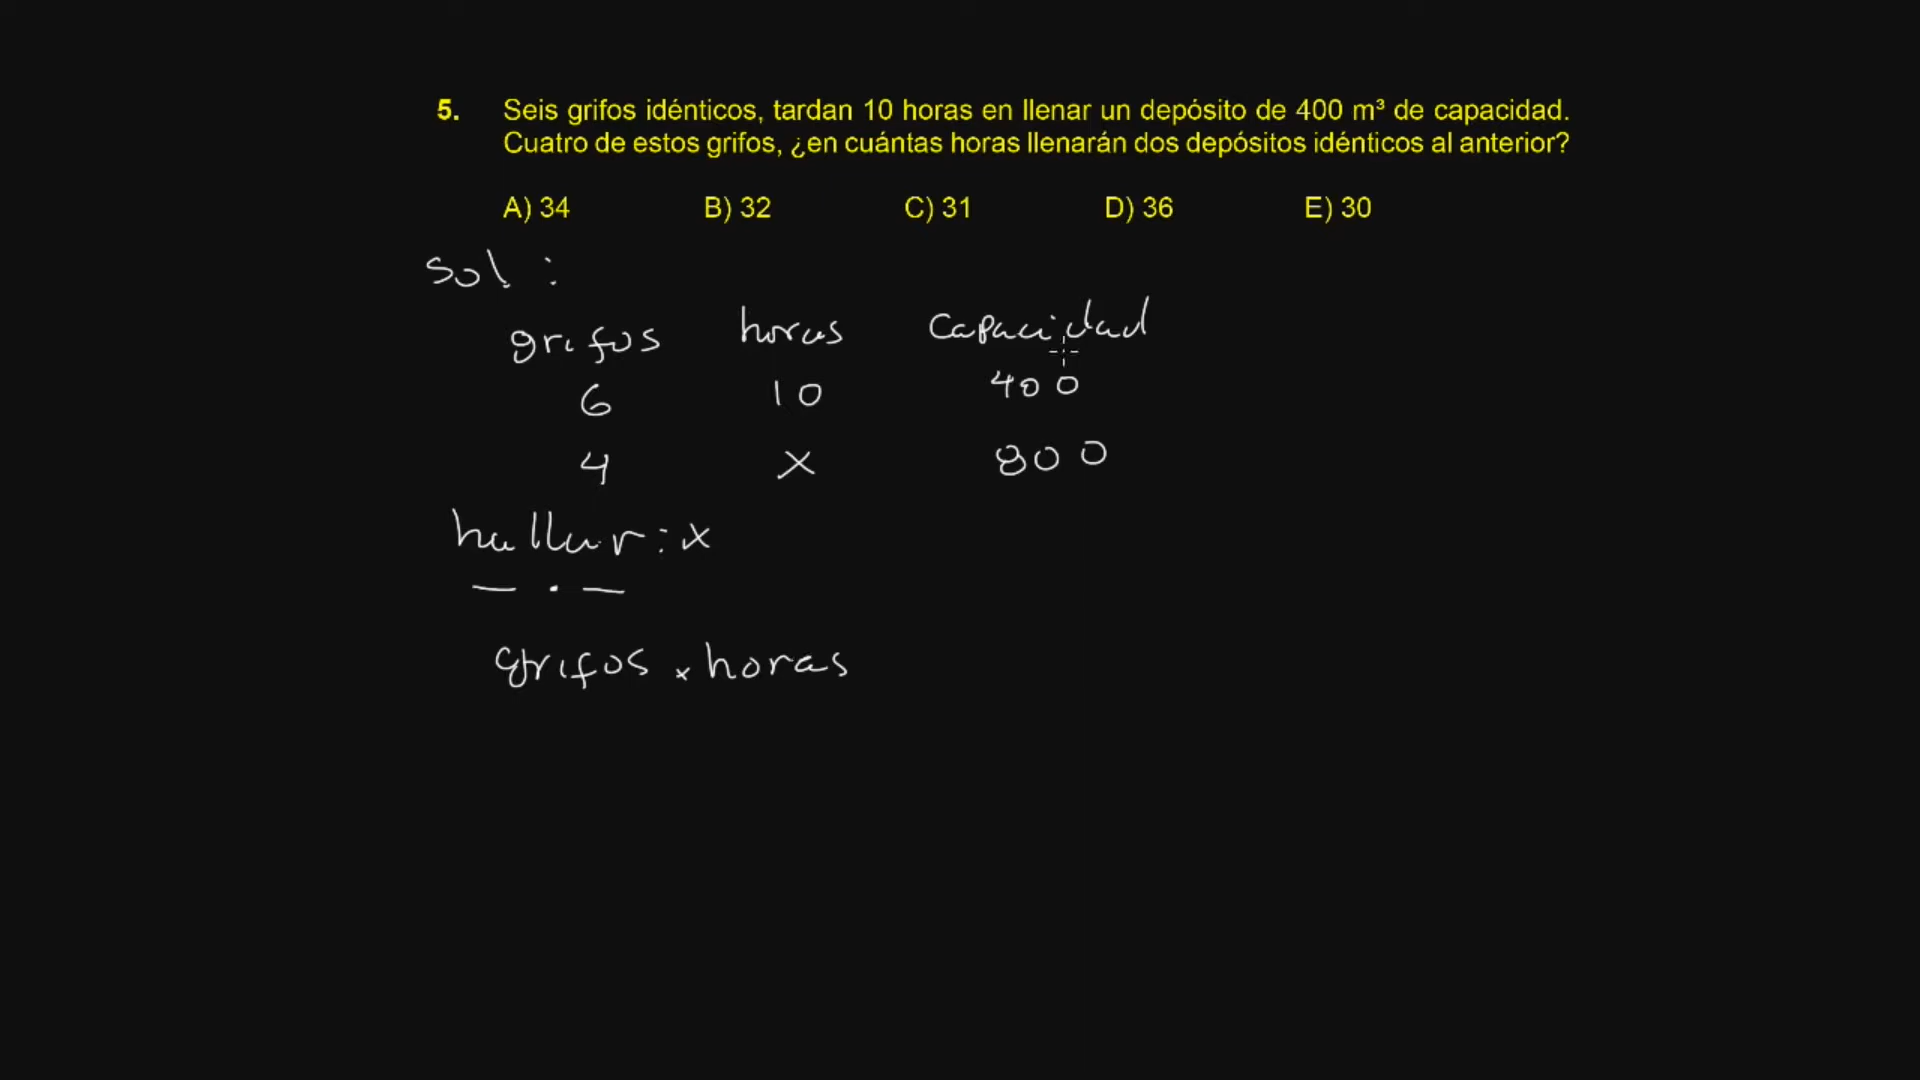 5. Seis grifos idénticos, tardan 10 horas en llenar un depósito de 400 m³ de capacidad.
Cuatro de estos grifos, ¿en cuántas horas llenarán dos depósitos idénticos al anterior?
A) 34 B) 32 C) 31 D) 36 E) 30
Sol :
grifos horas capacidad
6 10 400
4 x 800
hallar : x
grifos x horas